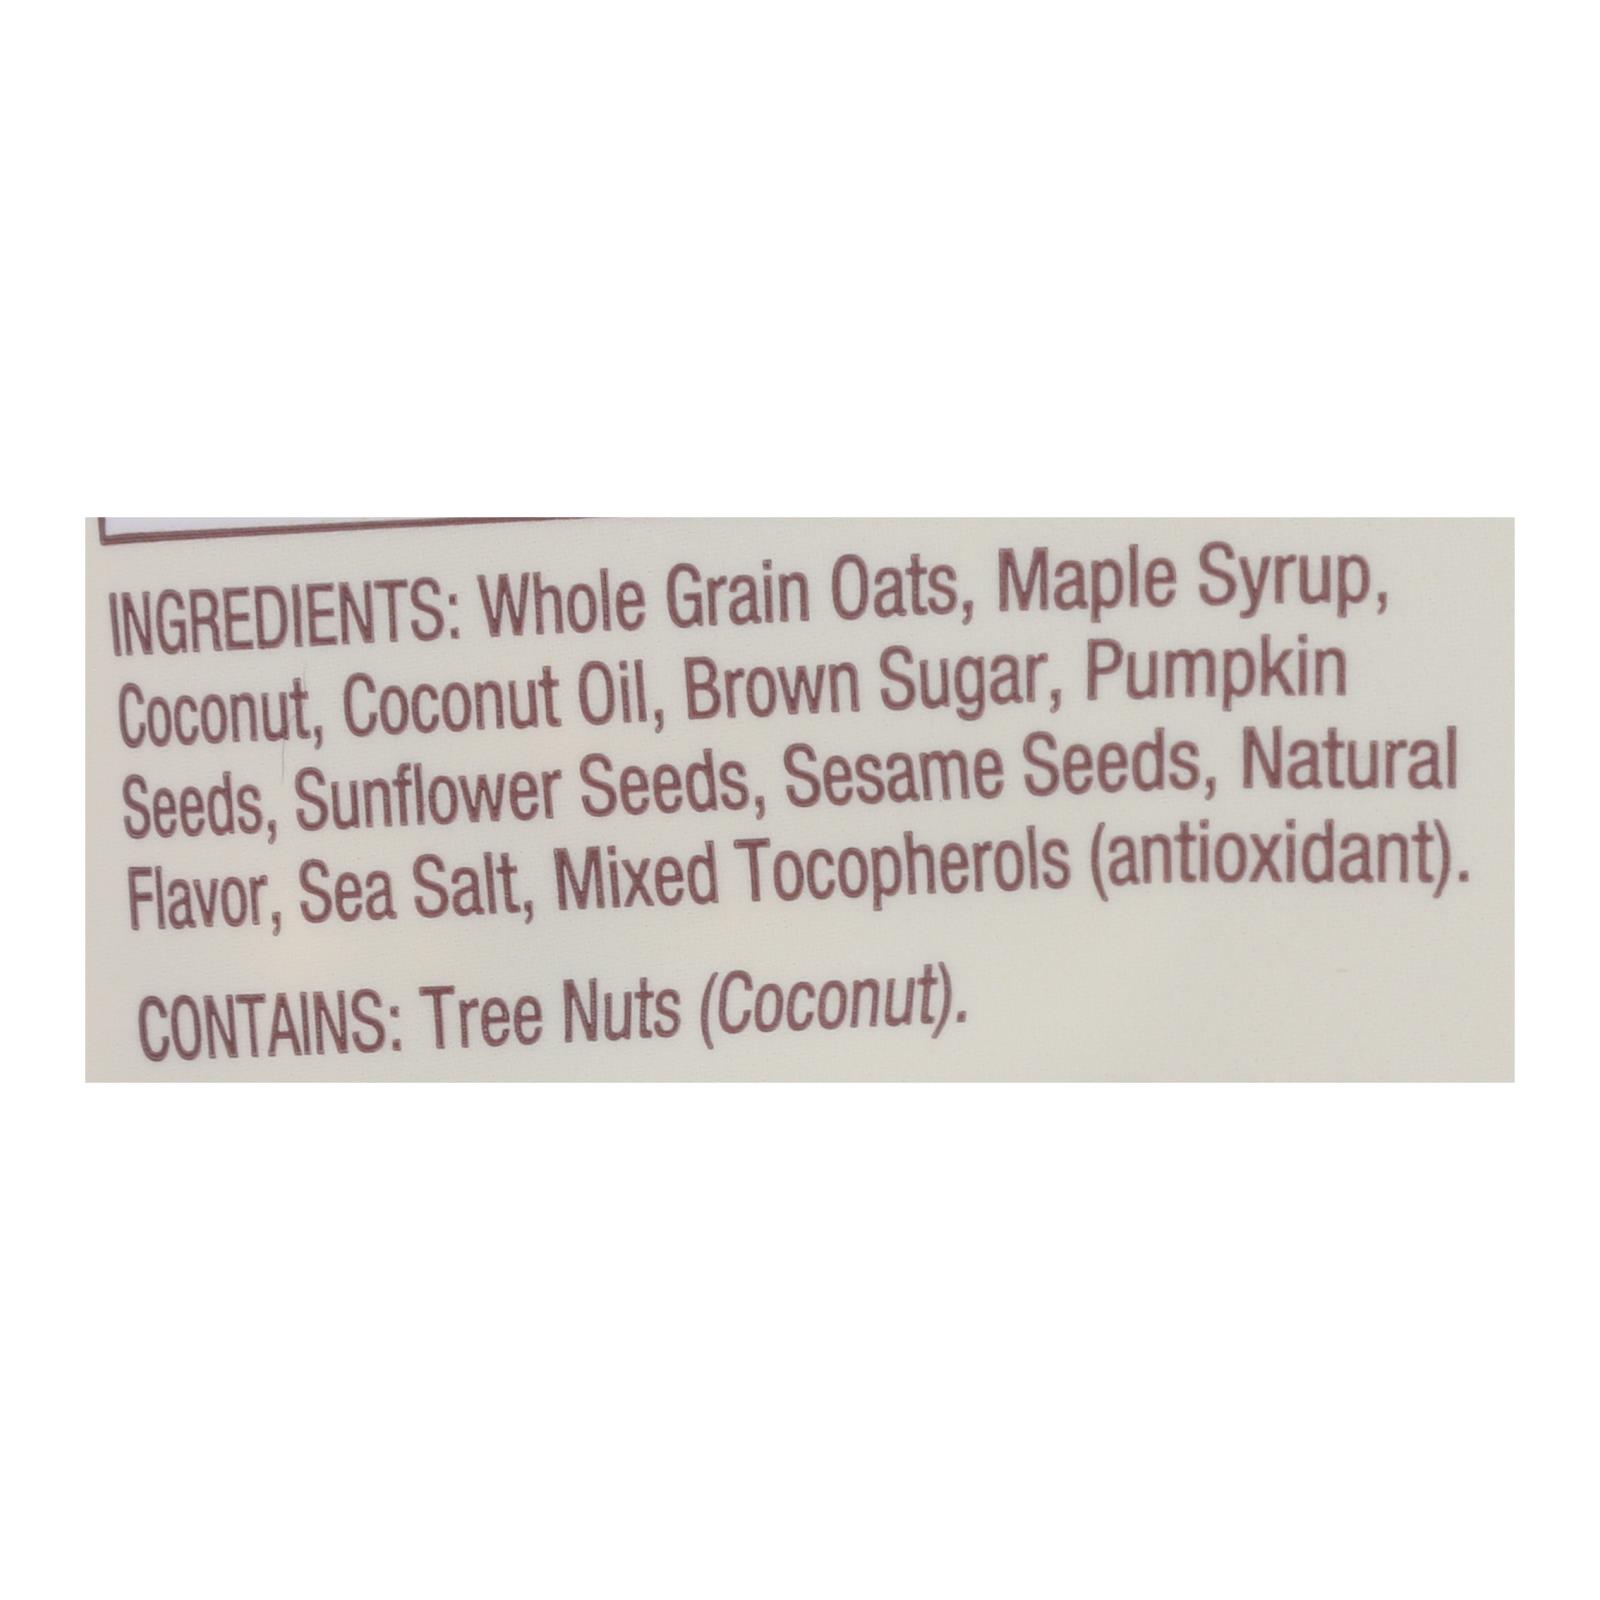 INGREDIENTS: Whole Grain Oats, Maple Syrup,
Coconut, Coconut Oil, Brown Sugar, Pumpkin
Seeds, Sunflower Seeds, Sesame Seeds, Natural
Flavor, Sea Salt, Mixed Tocopherols (antioxidant).
CONTAINS: Tree Nuts (Coconut).